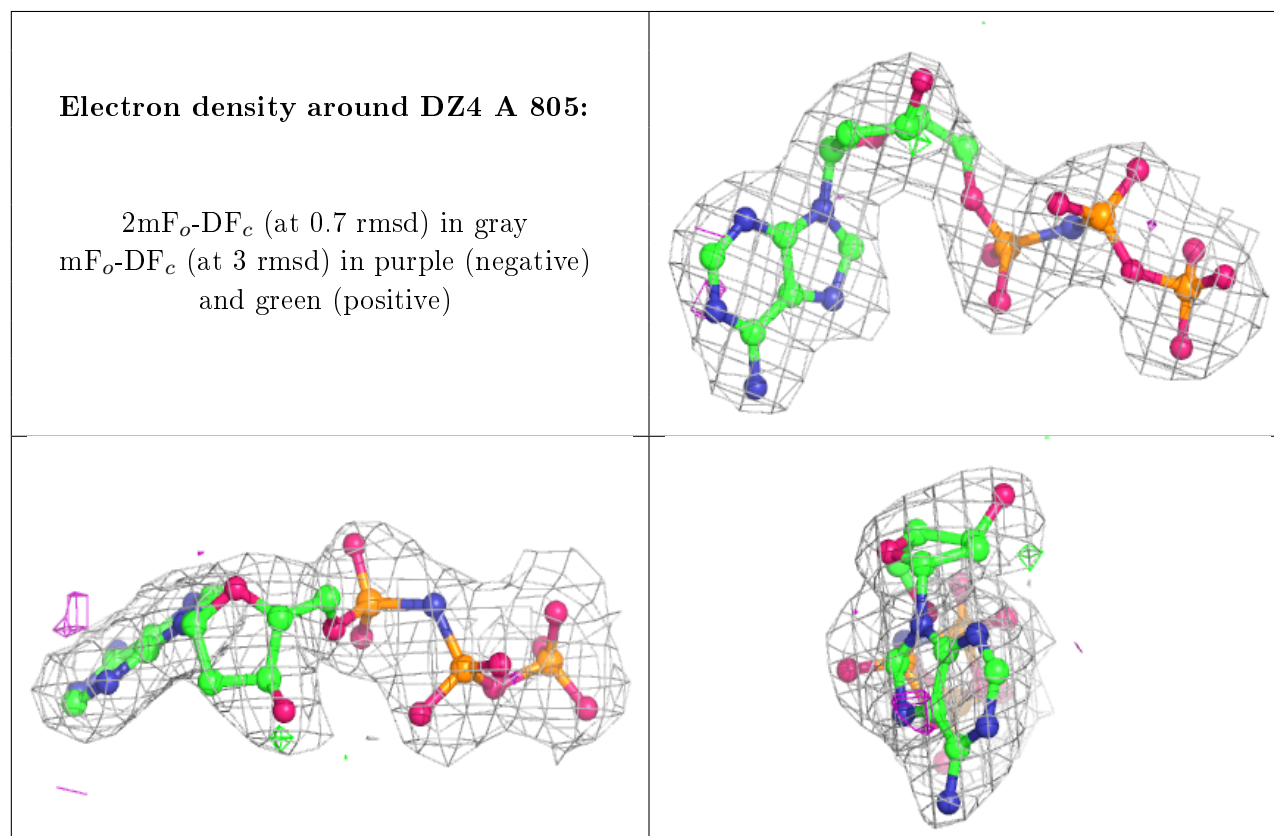 Electron density around DZ4 A 805:
2mFo-DFc (at 0.7 rmsd) in gray
mFo-DFc (at 3 rmsd) in purple (negative)
and green (positive)